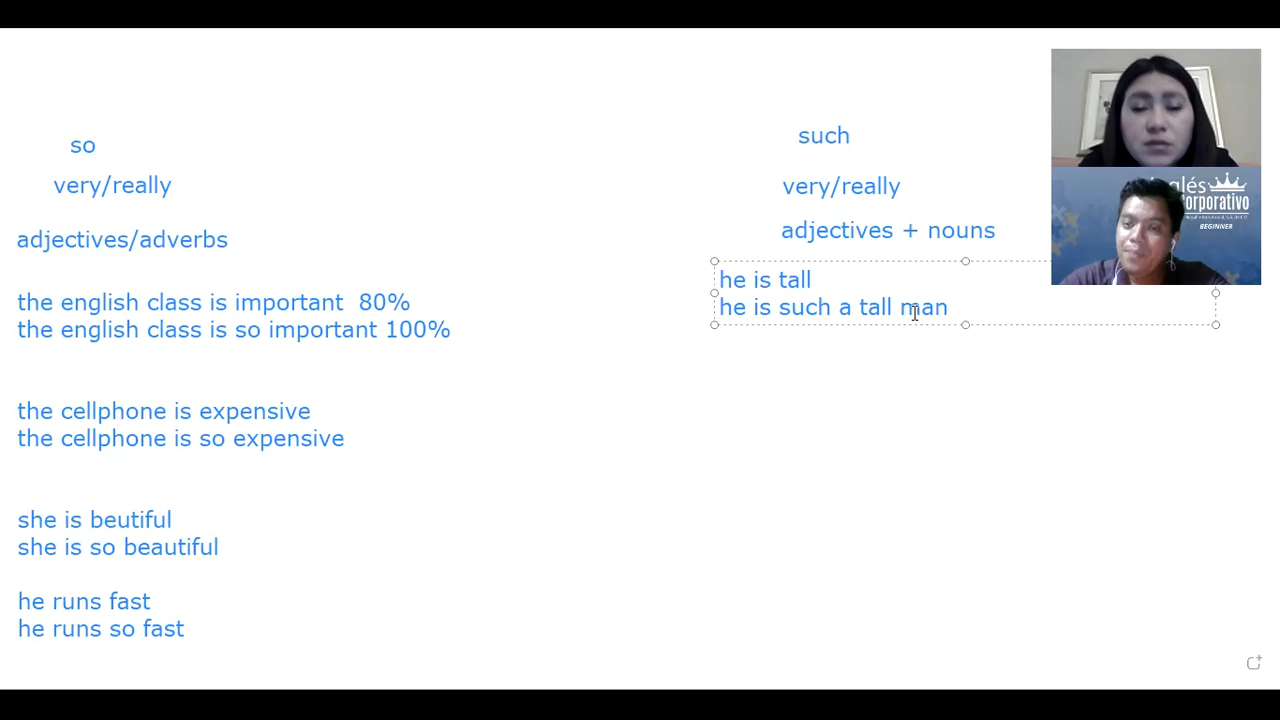 so
very/really
adjectives/adverbs
the english class is important 80%
the english class is so important 100%
the cellphone is expensive
the cellphone is so expensive
she is beutiful
she is so beautiful
he runs fast
he runs so fast
such
very/really
adjectives + nouns
he is tall
he is such a tall man
BEGINNER